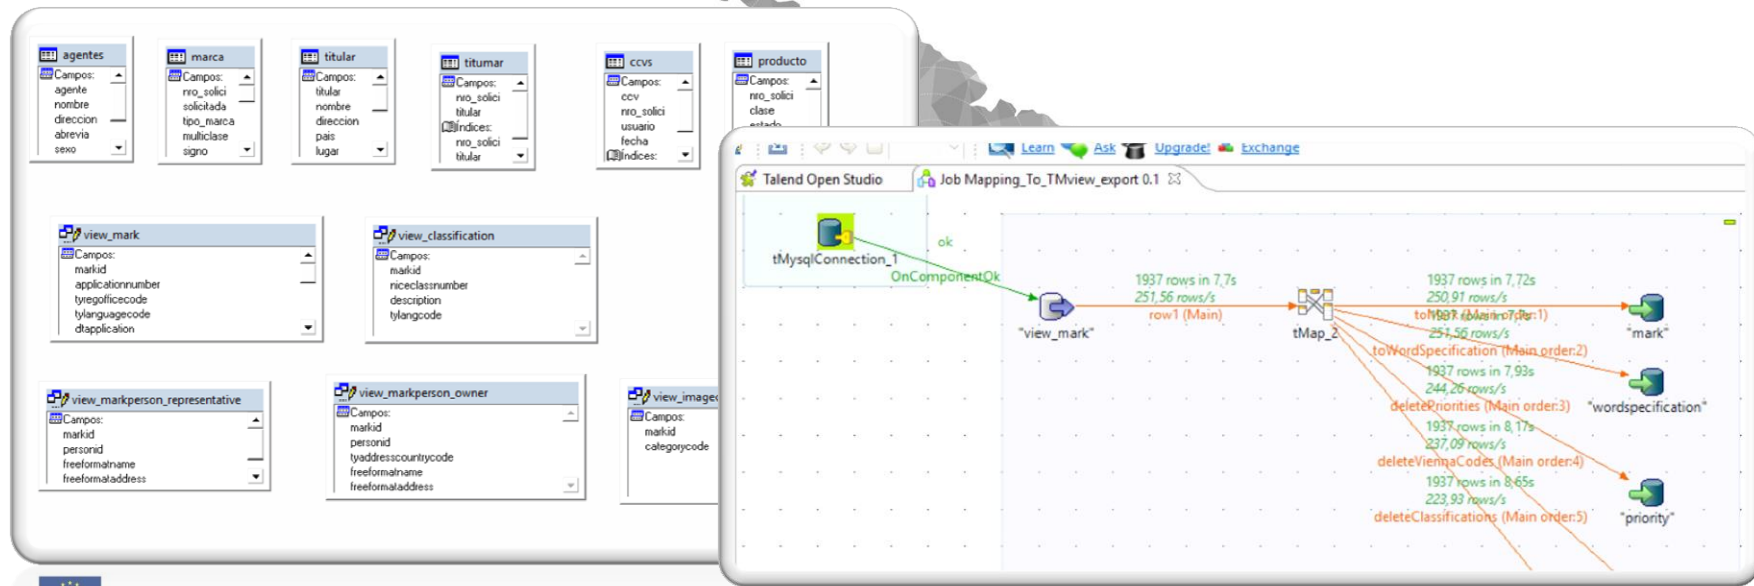 agentes
Campos:
agente
nombre
direccion
abrevia
sexo
marca
Campos:
nro_solici
solicitada
tipo_marca
multiclase
signo
titular
Campos:
titular
nombre
direccion
pais
lugar
titumar
Campos:
nro_solici
titular
Índices:
nro_solici
titular
ccvs
Campos:
ccv
nro_solici
usuario
fecha
Índices:
producto
Campos:
nro_solici
clase
estado
view_mark
Campos:
markid
applicationnumber
tyregofficecode
tylanguagecode
dtapplication
view_classification
Campos:
markid
niceclassnumber
description
tylangcode
view_markperson_representative
Campos:
markid
personid
freeformatname
freeformataddress
view_markperson_owner
Campos:
markid
personid
tyaddresscountrycode
freeformatname
freeformataddress
Campos:
markid
categorycode
Learn Ask Upgrade! Exchange
Talend Open Studio
Job Mapping_To_TMview_export 0.1
tMysqlConnection_1
ok
OnComponentOk
"view_mark"
1937 rows in 7,7s
251,56 rows/s
row1 (Main)
tMap_2
1937 rows in 7,72s
250,91 rows/s
251,56 rows/s
toWordSpecification (Main order:2)
1937 rows in 7,93s
244,26 rows/s
deletePriorities (Main order:3)
1937 rows in 8,17s
237,09 rows/s
deleteViennaCodes (Main order:4)
1937 rows in 8,65s
223,93 rows/s
deleteClassifications (Main order:5)
"mark"
"wordspecification"
"priority"